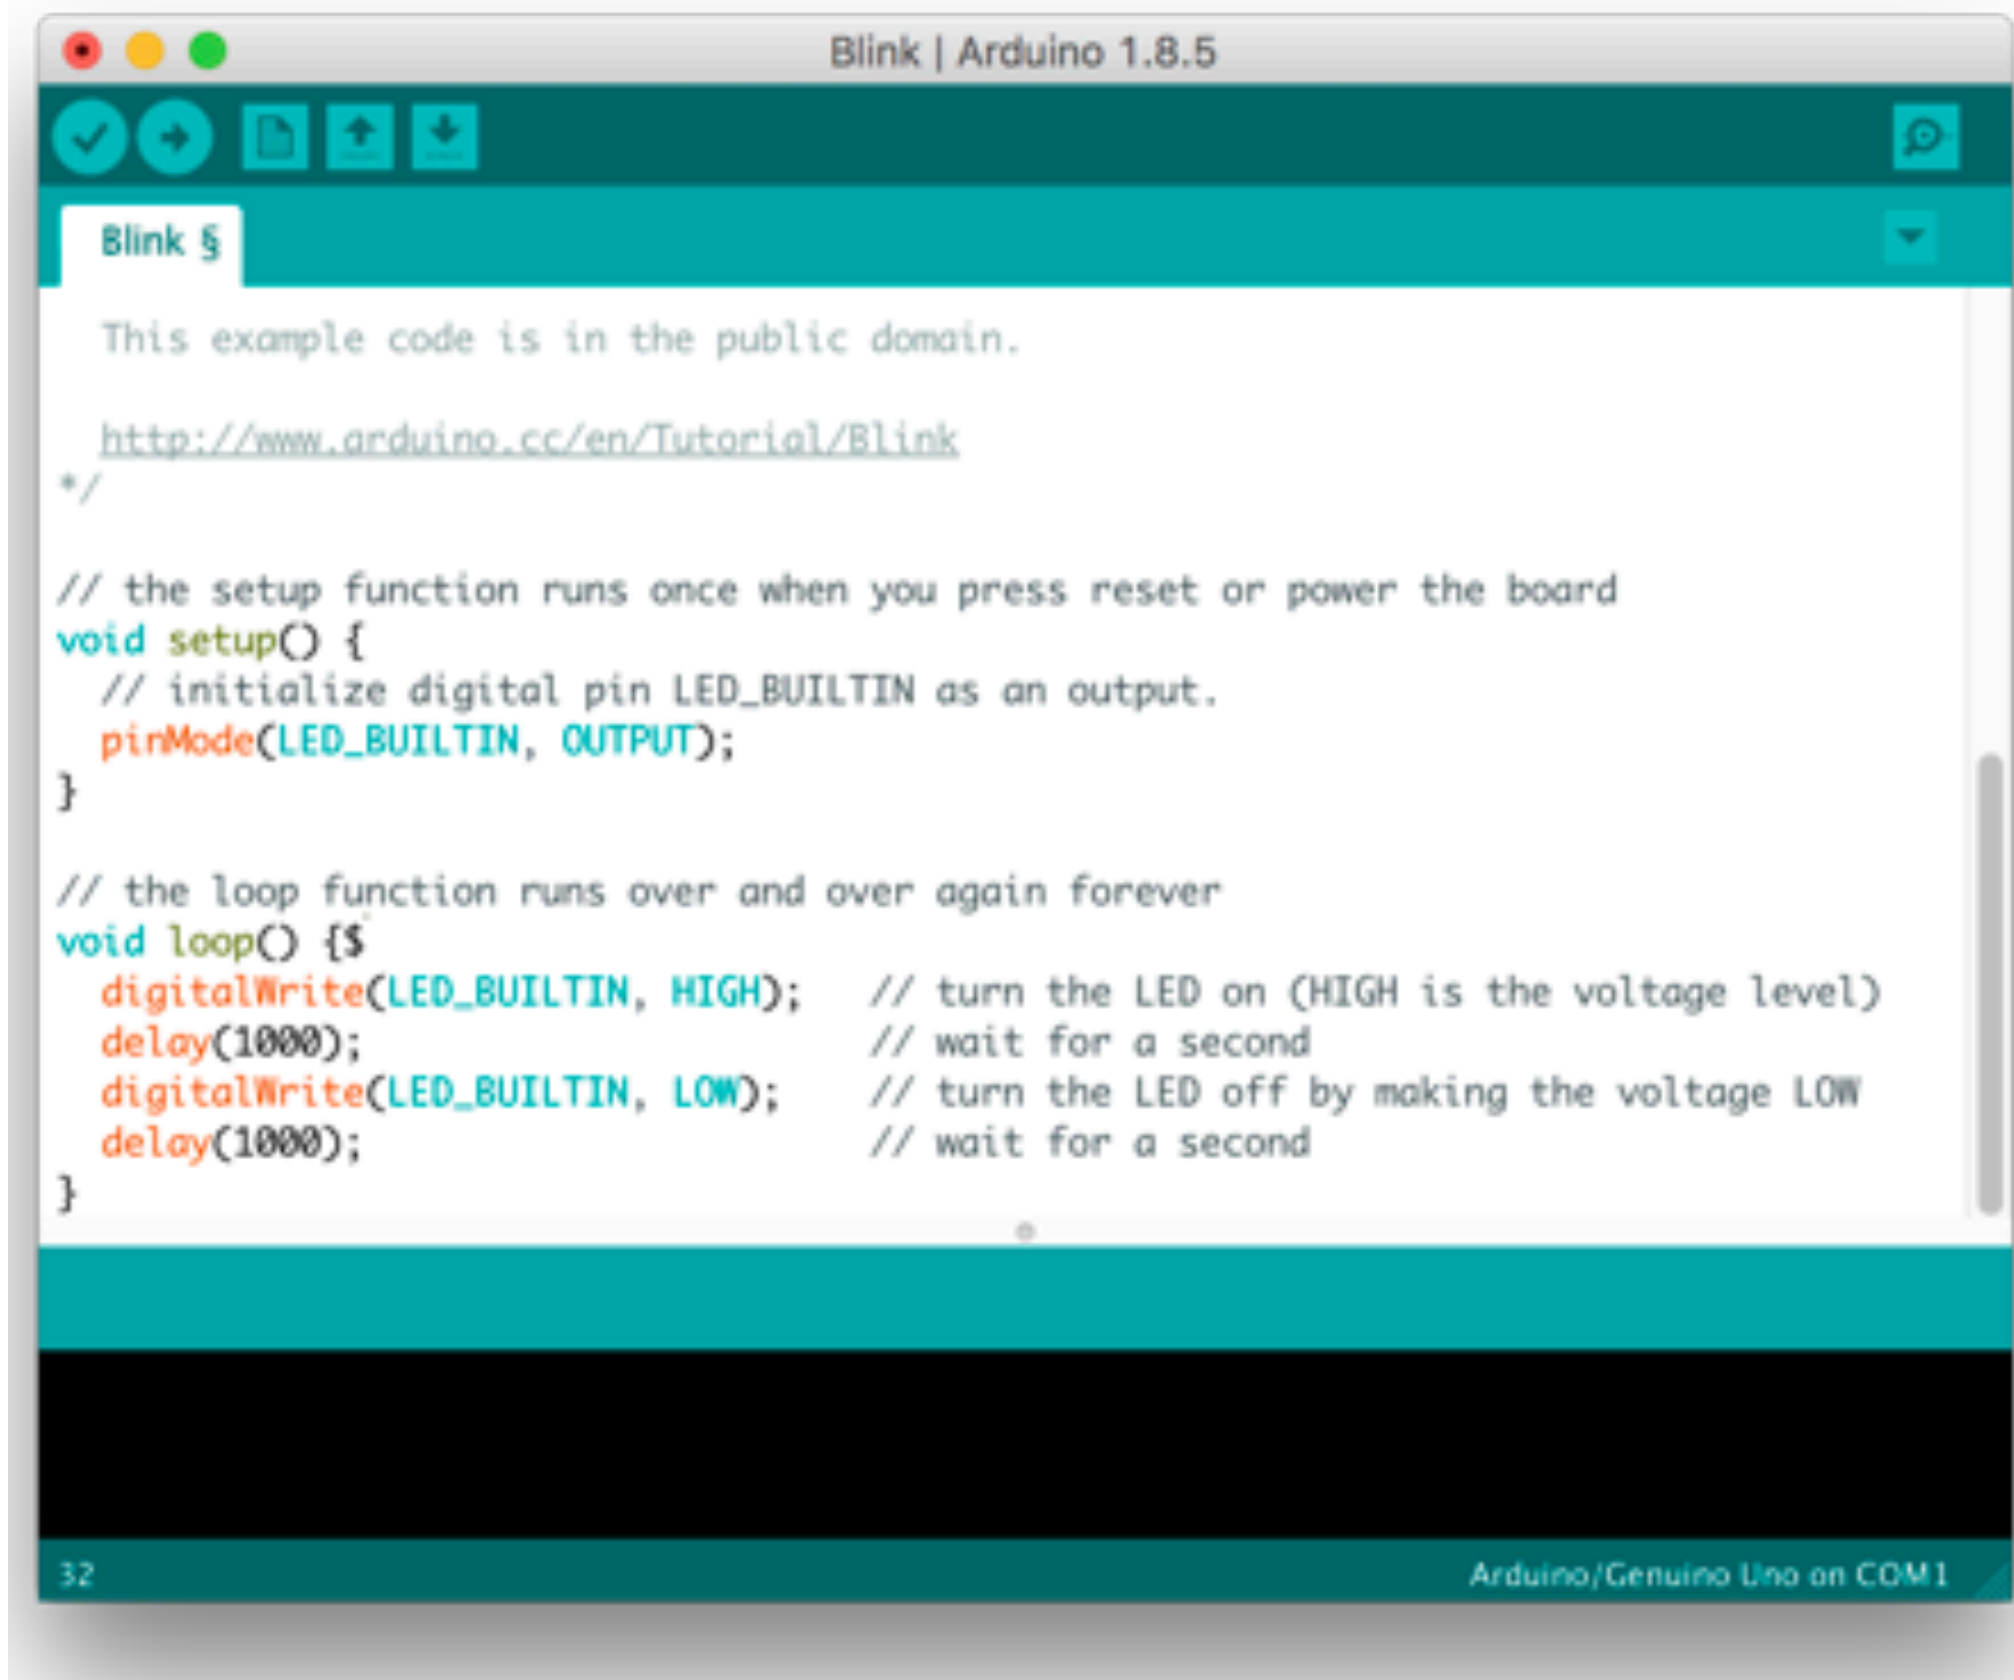 Blink | Arduino 1.8.5
Blink §
This example code is in the public domain.
http://www.arduino.cc/en/Tutorial/Blink
*/
// the setup function runs once when you press reset or power the board
void setup() {
  // initialize digital pin LED_BUILTIN as an output.
  pinMode(LED_BUILTIN, OUTPUT);
}
// the loop function runs over and over again forever
void loop() {$
  digitalWrite(LED_BUILTIN, HIGH);   // turn the LED on (HIGH is the voltage level)
  delay(1000);                       // wait for a second
  digitalWrite(LED_BUILTIN, LOW);    // turn the LED off by making the voltage LOW
  delay(1000);                       // wait for a second
}
32 Arduino/Genuino Uno on COM1